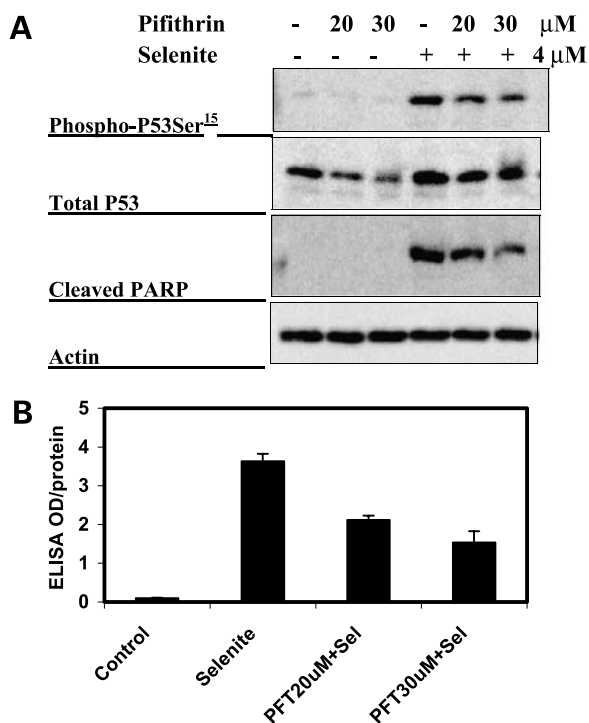 A
Pifithrin - 20 30 - 20 30 μM
Selenite - - - + + + 4 μM
Phospho-P53Ser15
Total P53
Cleaved PARP
Actin
B
ELISA OD/protein
5
4
3
2
1
0
Control
Selenite
PFT20uM+Sel
PFT30uM+Sel